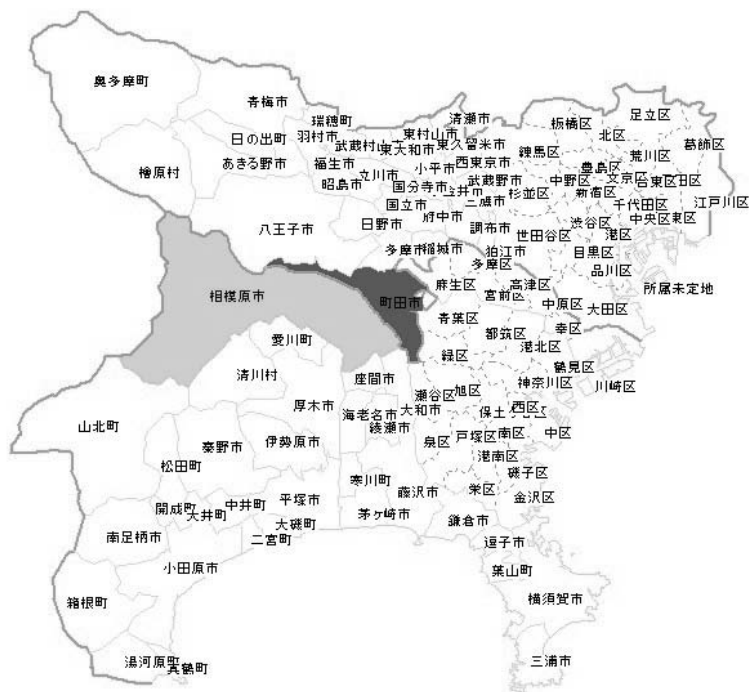 奥多摩町
青梅市
瑞穂町
清瀬市
板橋区
足立区
北区
葛飾区
日の出町
羽村市
武蔵村山市
東村山市
東大和市
東久留米市
練馬区
豊島区
荒川区
檜原村
あきる野市
福生市
立川市
小平市
西東京市
中野区
文京区
台東区
昭島市
国分寺市
武蔵野市
杉並区
新宿区
千代田区
江戸川区
国立市
三鷹市
八王子市
日野市
府中市
調布市
世田谷区
渋谷区
港区
中央区
多摩市
稲城市
狛江市
目黒区
多摩区
品川区
相模原市
町田市
麻生区
宮前区
高津区
中原区
大田区
所属未定地
青葉区
都筑区
幸区
愛川町
緑区
港北区
清川村
座間市
鶴見区
神奈川区
川崎区
瀬谷区
旭区
山北町
厚木市
海老名市
大和市
綾瀬市
西区
秦野市
伊勢原市
泉区
戸塚区
南区
中区
松田町
港南区
磯子区
寒川町
藤沢市
栄区
金沢区
開成町
大井町
中井町
平塚市
茅ヶ崎市
鎌倉市
南足柄市
大磯町
二宮町
逗子市
小田原市
葉山町
箱根町
横須賀市
湯河原町
真鶴町
三浦市